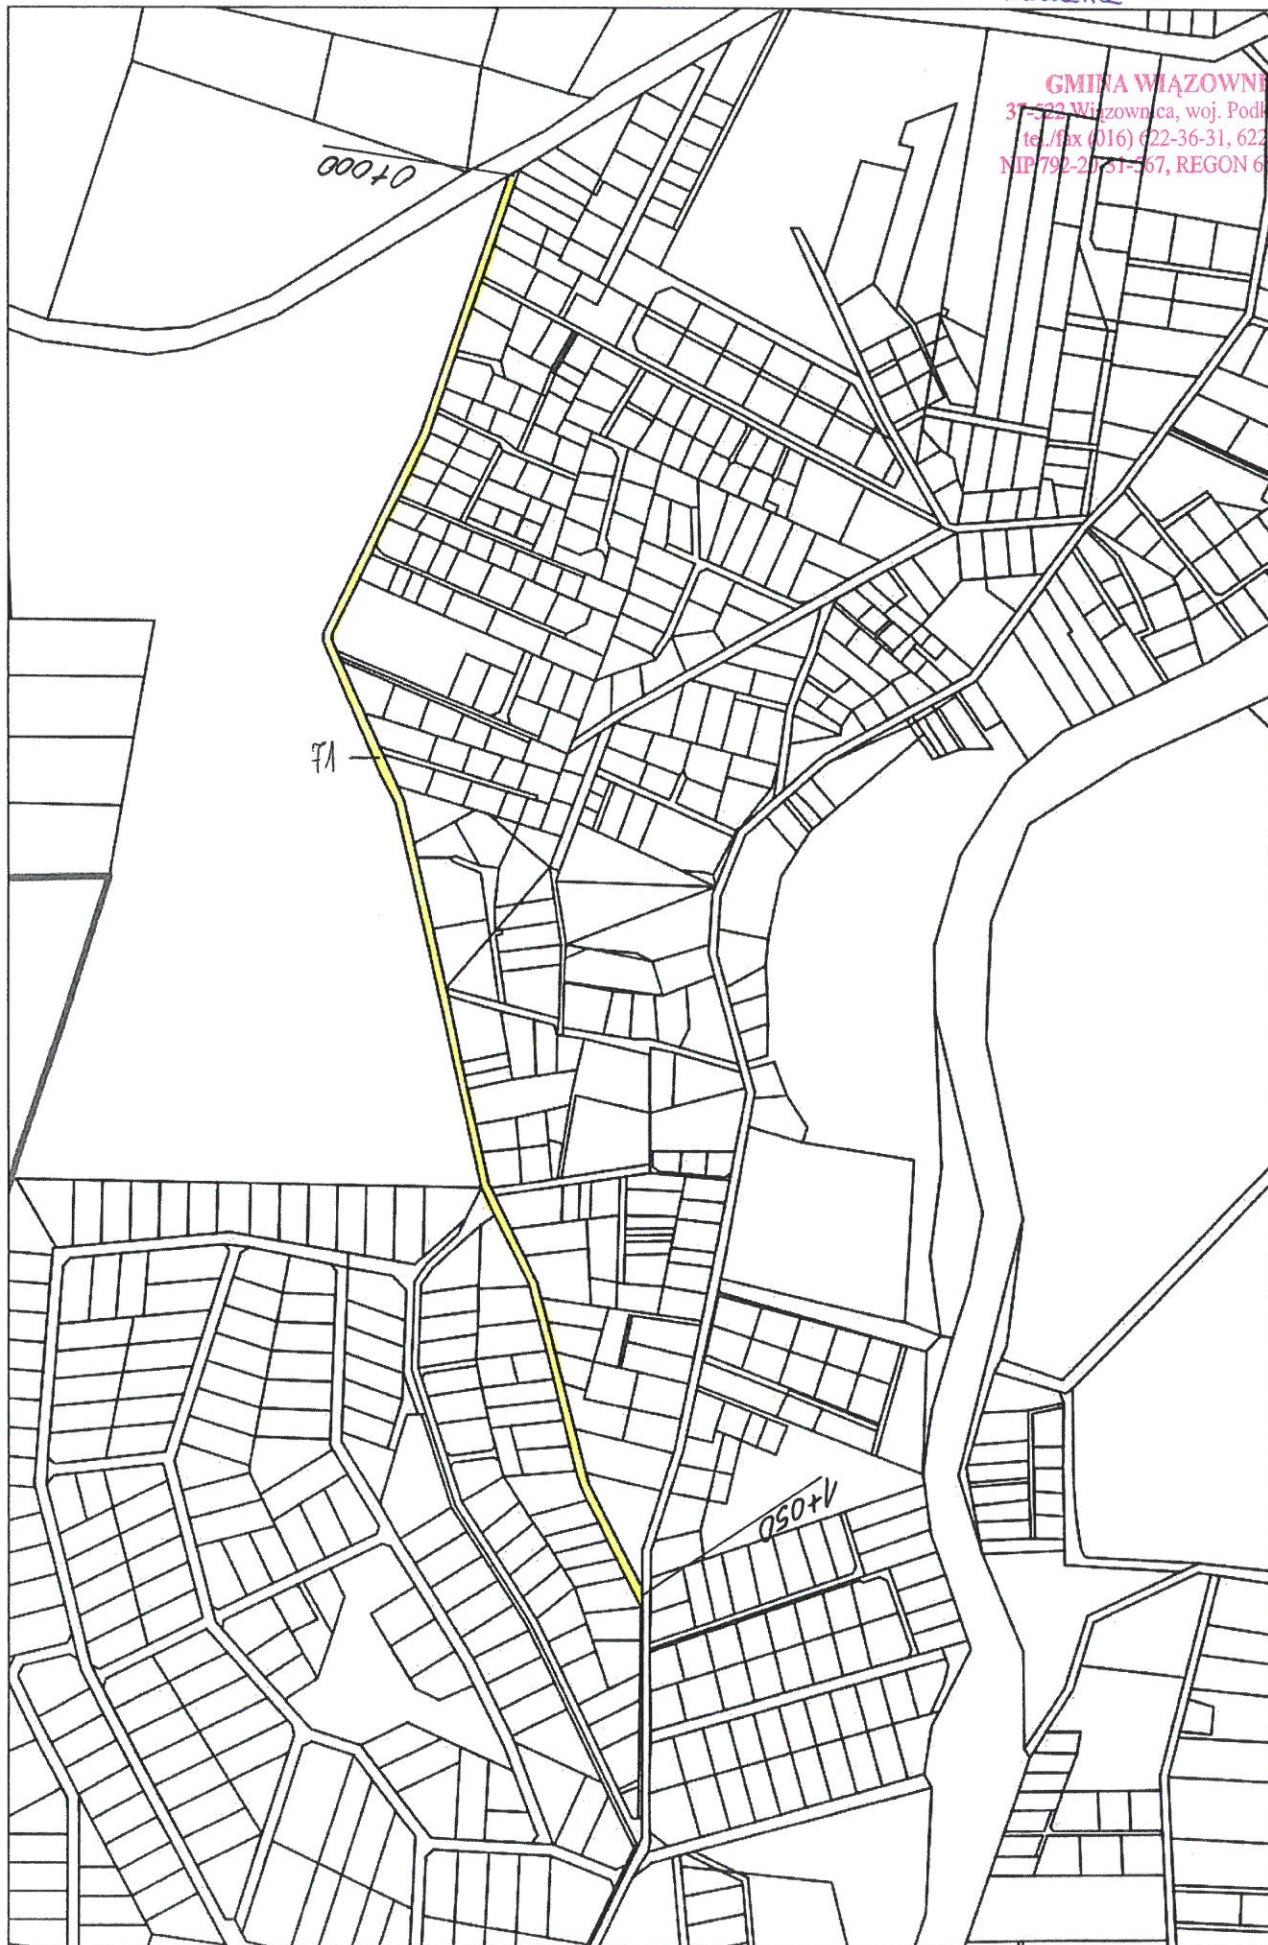 GMINA WIĄZOWNI
37-522 Wiązownica, woj. Podk
tel./fax (016) 622-36-31, 622
NIP 792-20-31-567, REGON 6
0+000
71
1+050